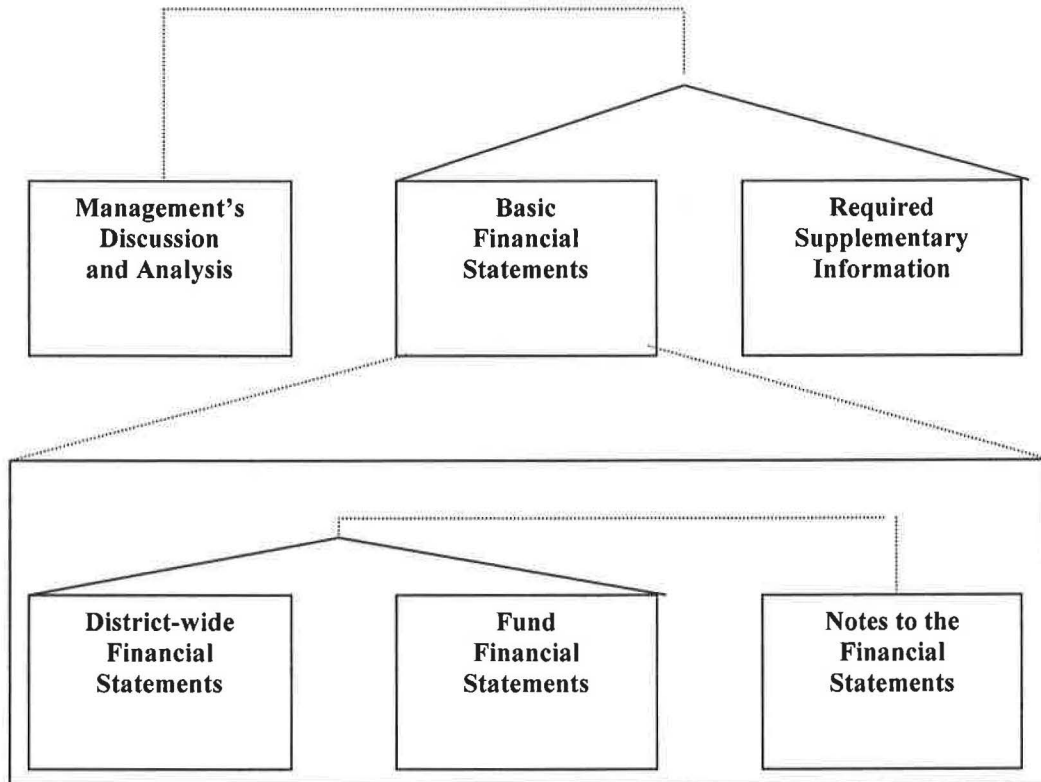 Management's
Discussion
and Analysis
Basic
Financial
Statements
Required
Supplementary
Information
District-wide
Financial
Statements
Fund
Financial
Statements
Notes to the
Financial
Statements